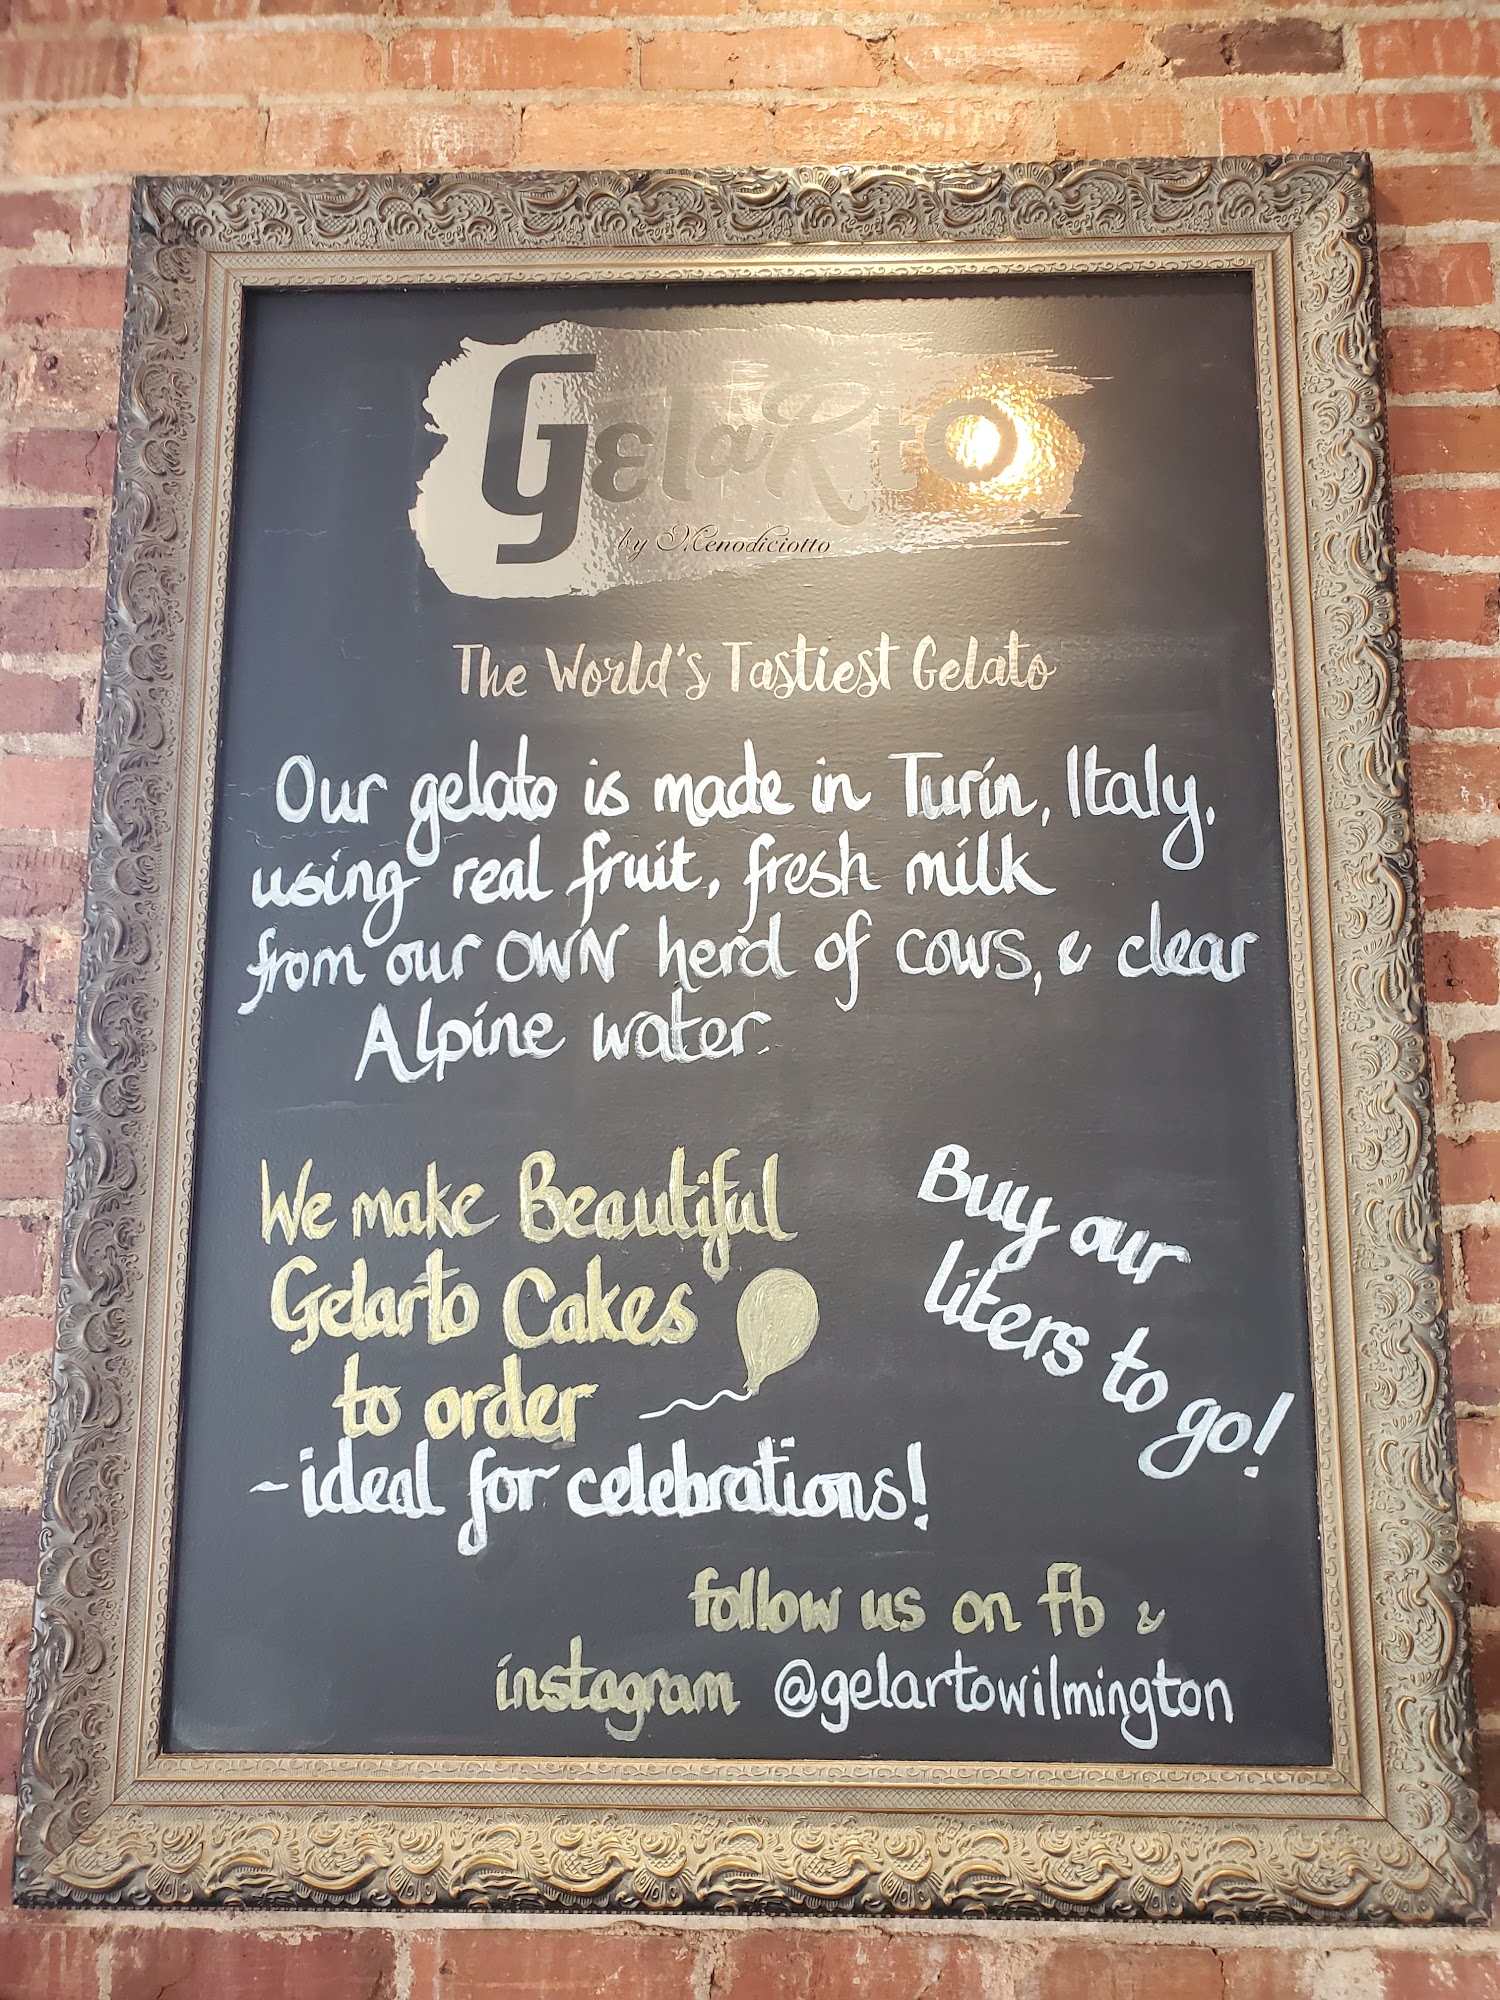 GelaRto
by Menodiciotto
The World's Tastiest Gelato
Our gelato is made in Turin, Italy,
using real fruit, fresh milk
from our OWN herd of cows, & clear
Alpine water.
We make Beautiful
Gelarto Cakes
to order
- ideal for celebrations!
Buy our
liters to go!
follow us on fb &
instagram @gelartowilmington